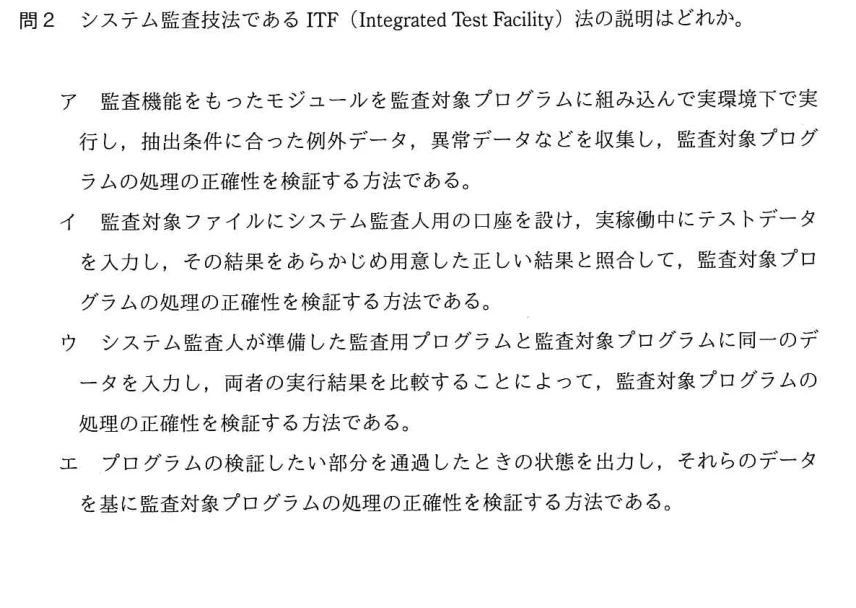 問2 システム監査技法である ITF（Integrated Test Facility）法の説明はどれか。
ア 監査機能をもったモジュールを監査対象プログラムに組み込んで実環境下で実
行し，抽出条件に合った例外データ，異常データなどを収集し，監査対象プログ
ラムの処理の正確性を検証する方法である。
イ 監査対象ファイルにシステム監査人用の口座を設け，実稼働中にテストデータ
を入力し，その結果をあらかじめ用意した正しい結果と照合して，監査対象プロ
グラムの処理の正確性を検証する方法である。
ウ システム監査人が準備した監査用プログラムと監査対象プログラムに同一のデ
ータを入力し，両者の実行結果を比較することによって，監査対象プログラムの
処理の正確性を検証する方法である。
エ プログラムの検証したい部分を通過したときの状態を出力し，それらのデータ
を基に監査対象プログラムの処理の正確性を検証する方法である。